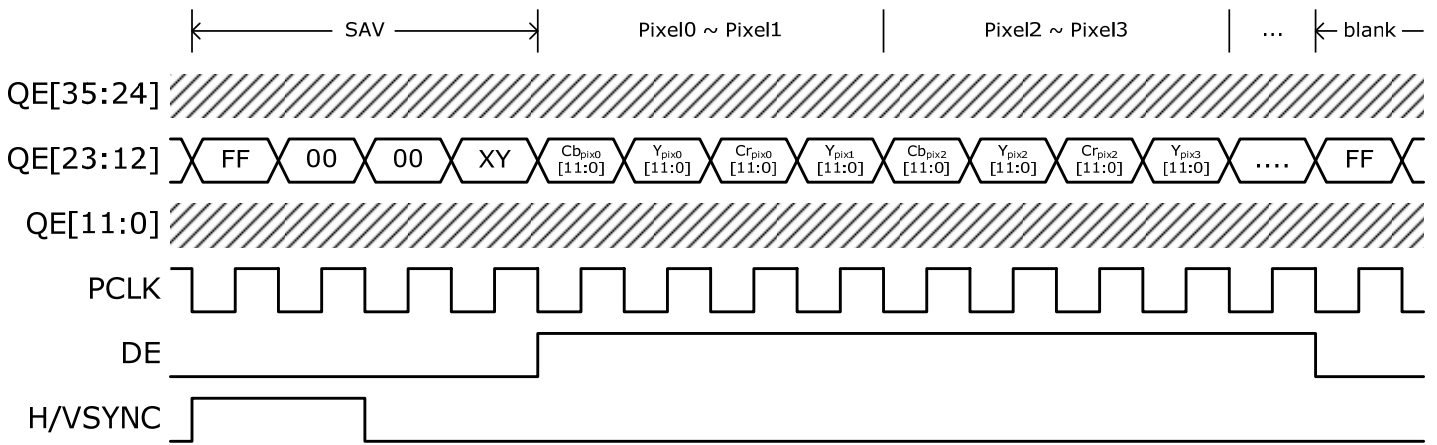 SAV Pixel0 ~ Pixel1 Pixel2 ~ Pixel3 ... blank
QE[35:24]
QE[23:12] FF 00 00 XY Cbpix0 [11:0] Ypix0 [11:0] Crpix0 [11:0] Ypix1 [11:0] Cbpix2 [11:0] Ypix2 [11:0] Crpix2 [11:0] Ypix3 [11:0] .... FF
QE[11:0]
PCLK
DE
H/VSYNC